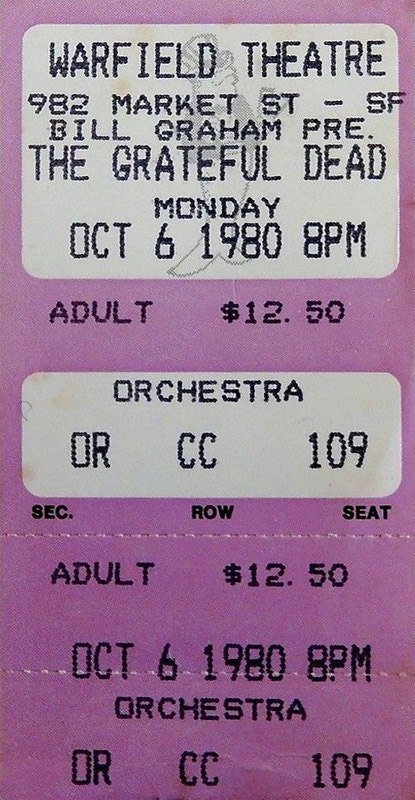 WARFIELD THEATRE
982 MARKET ST - SF
BILL GRAHAM PRE.
THE GRATEFUL DEAD
MONDAY
OCT 6 1980 8PM
ADULT $12.50
ORCHESTRA
OR CC 109
SEC. ROW SEAT
ADULT $12.50
OCT 6 1980 8PM
ORCHESTRA
OR CC 109